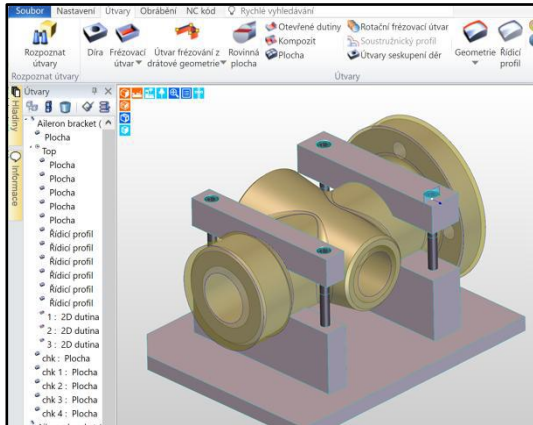 Soubor Nastavení Útvary Obrábění NC kód Rychlé vyhledávání
Rozpoznat útvary
Díra
Frézovací útvar
Útvar frézování z drátové geometrie
Rovinná plocha
Otevřené dutiny
Kompozit
Plocha
Rotační frézovací útvar
Soustružnický profil
Útvary seskupení děr
Geometrie
Řídicí profil
Rozpoznat útvary
Útvary
Útvary
Hladiny
Informace
Aileron bracket (
Plocha
Top
Plocha
Plocha
Plocha
Plocha
Plocha
Řídicí profil
Řídicí profil
Řídicí profil
Řídicí profil
Řídicí profil
Řídicí profil
1 : 2D dutina
2 : 2D dutina
3 : 2D dutina
chk : Plocha
chk 1 : Plocha
chk 2 : Plocha
chk 3 : Plocha
chk 4 : Plocha